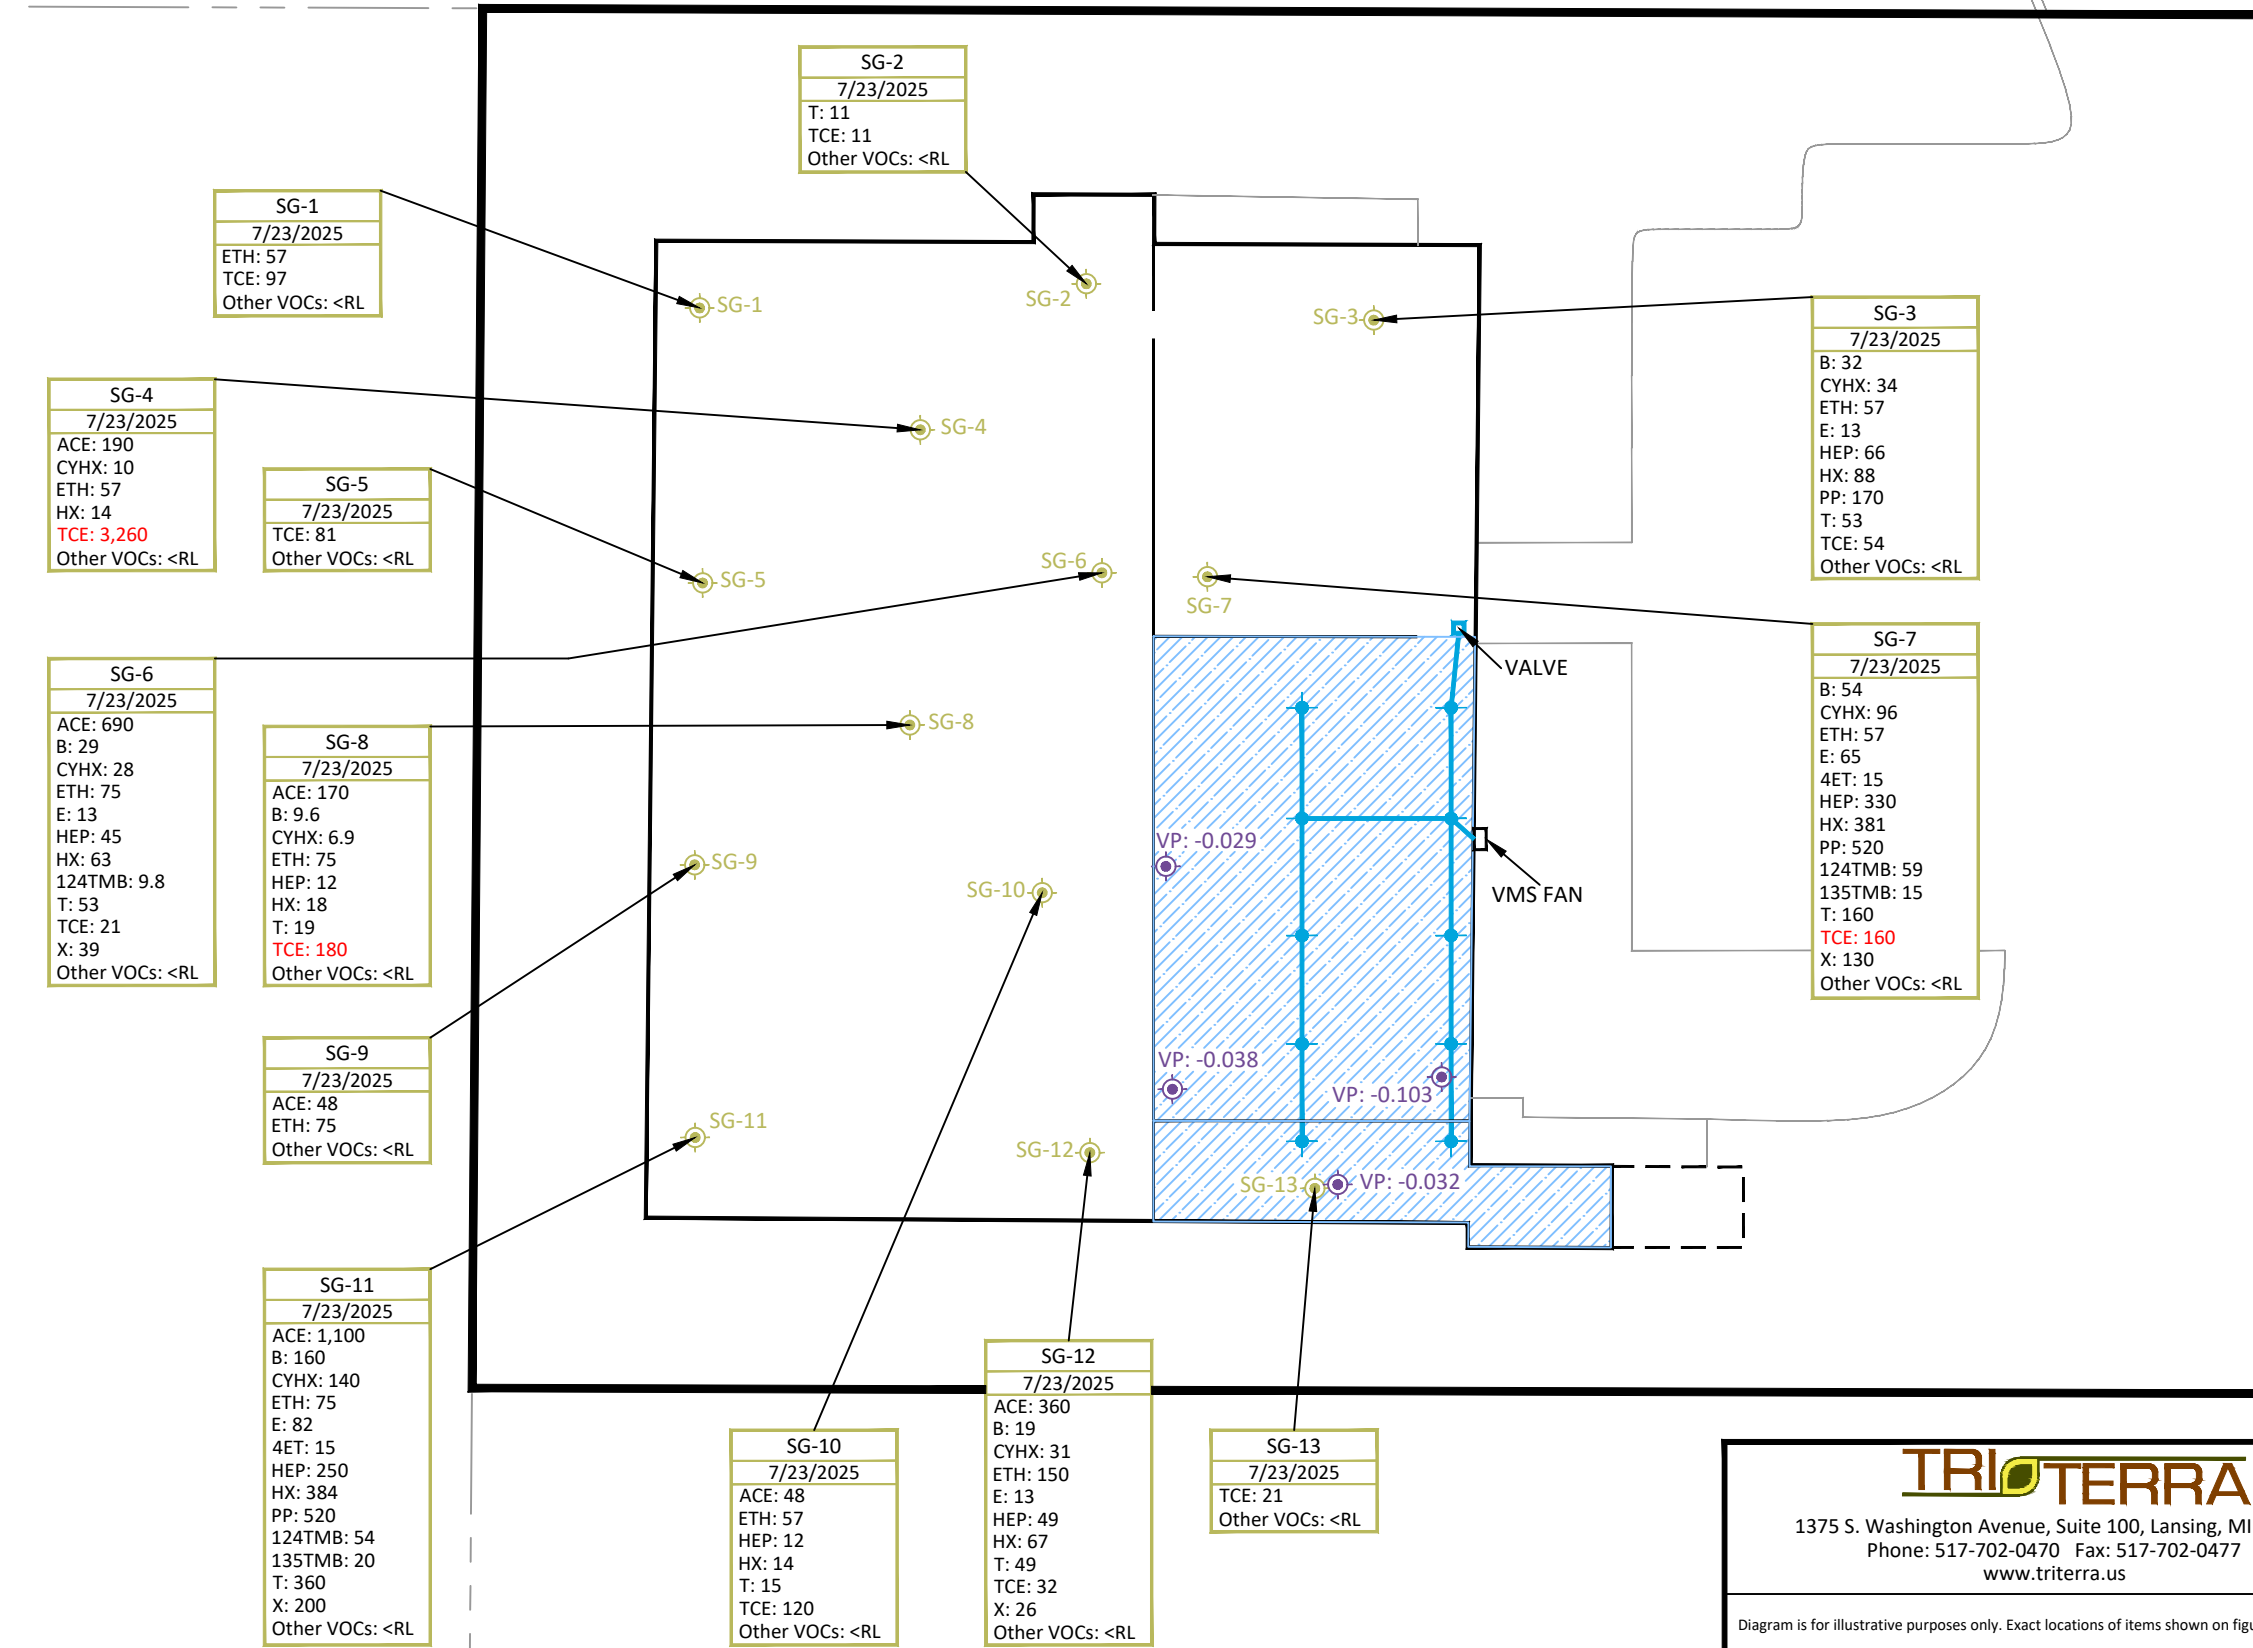 SG-2
7/23/2025
T: 11
TCE: 11
Other VOCs: <RL
SG-1
7/23/2025
ETH: 57
TCE: 97
Other VOCs: <RL
SG-1
SG-2
SG-3
SG-3
7/23/2025
B: 32
CYHX: 34
ETH: 57
E: 13
HEP: 66
HX: 88
PP: 170
T: 53
TCE: 54
Other VOCs: <RL
SG-4
7/23/2025
ACE: 190
CYHX: 10
ETH: 57
HX: 14
TCE: 3,260
Other VOCs: <RL
SG-4
SG-5
7/23/2025
TCE: 81
Other VOCs: <RL
SG-5
SG-6
SG-7
SG-6
7/23/2025
ACE: 690
B: 29
CYHX: 28
ETH: 75
E: 13
HEP: 45
HX: 63
124TMB: 9.8
T: 53
TCE: 21
X: 39
Other VOCs: <RL
SG-8
7/23/2025
ACE: 170
B: 9.6
CYHX: 6.9
ETH: 75
HEP: 12
HX: 18
T: 19
TCE: 180
Other VOCs: <RL
SG-8
VALVE
SG-7
7/23/2025
B: 54
CYHX: 96
ETH: 57
E: 65
4ET: 15
HEP: 330
HX: 381
PP: 520
124TMB: 59
135TMB: 15
T: 160
TCE: 160
X: 130
Other VOCs: <RL
VP: -0.029
SG-9
SG-10
VMS FAN
SG-9
7/23/2025
ACE: 48
ETH: 75
Other VOCs: <RL
VP: -0.038
VP: -0.103
SG-11
SG-12
SG-13
VP: -0.032
SG-11
7/23/2025
ACE: 1,100
B: 160
CYHX: 140
ETH: 75
E: 82
4ET: 15
HEP: 250
HX: 384
PP: 520
124TMB: 54
135TMB: 20
T: 360
X: 200
Other VOCs: <RL
SG-10
7/23/2025
ACE: 48
ETH: 57
HEP: 12
HX: 14
T: 15
TCE: 120
Other VOCs: <RL
SG-12
7/23/2025
ACE: 360
B: 19
CYHX: 31
ETH: 150
E: 13
HEP: 49
HX: 67
T: 49
TCE: 32
X: 26
Other VOCs: <RL
SG-13
7/23/2025
TCE: 21
Other VOCs: <RL
TRI TERRA
1375 S. Washington Avenue, Suite 100, Lansing, MI
Phone: 517-702-0470 Fax: 517-702-0477
www.triterra.us
Diagram is for illustrative purposes only. Exact locations of items shown on